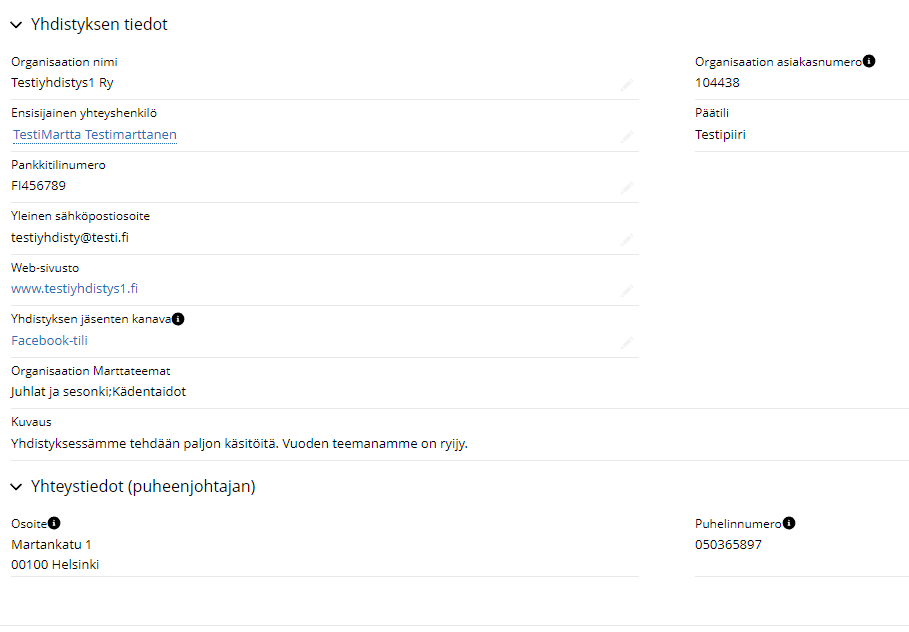 Yhdistyksen tiedot
Organisaation nimi
Testiyhdistys1 Ry
Organisaation asiakasnumero
104438
Ensisijainen yhteyshenkilö
TestiMartta Testimarttanen
Päätili
Testipiiri
Pankkitilinumero
FI456789
Yleinen sähköpostiosoite
testiyhdisty@testi.fi
Web-sivusto
www.testiyhdistys1.fi
Yhdistyksen jäsenten kanava
Facebook-tili
Organisaation Marttateemat
Juhlat ja sesonki;Kädentaidot
Kuvaus
Yhdistyksessämme tehdään paljon käsitöitä. Vuoden teemanamme on ryijy.
Yhteystiedot (puheenjohtajan)
Osoite
Martankatu 1
00100 Helsinki
Puhelinnumero
050365897